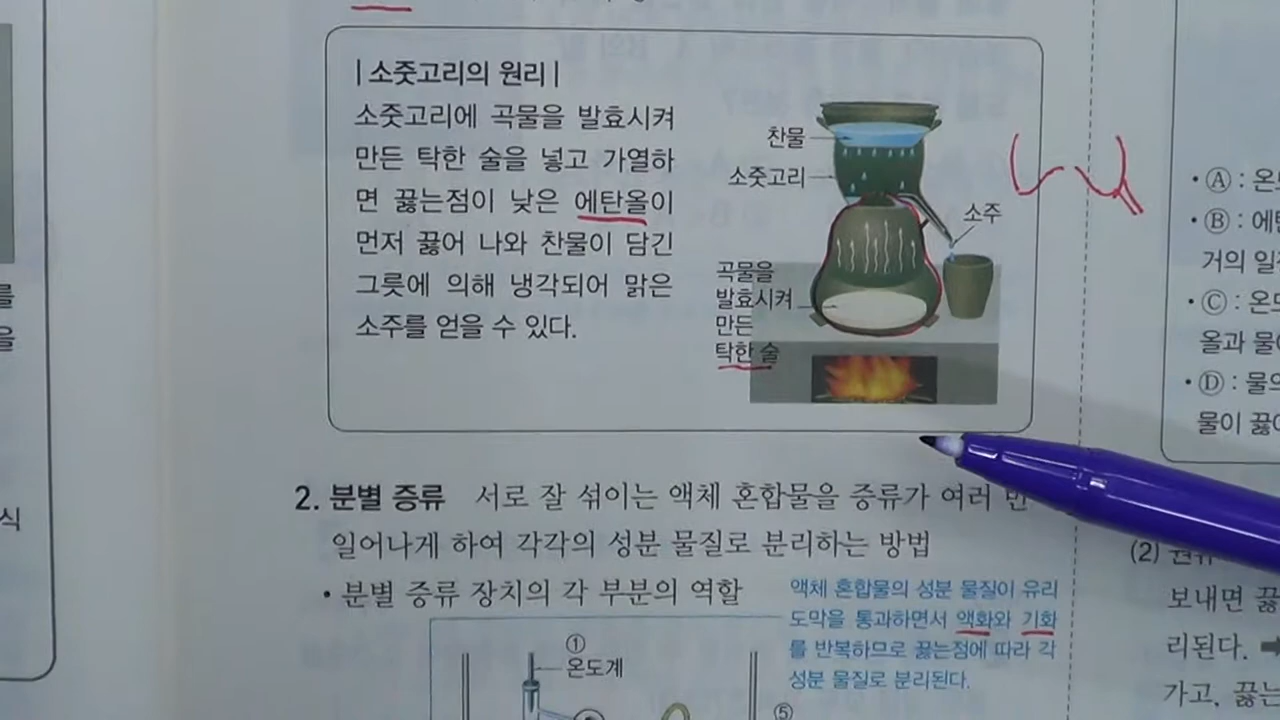 를
을
식
| 소줏고리의 원리 |
소줏고리에 곡물을 발효시켜
만든 탁한 술을 넣고 가열하
면 끓는점이 낮은 에탄올이
먼저 끓어 나와 찬물이 담긴
그릇에 의해 냉각되어 맑은
소주를 얻을 수 있다.
찬물
소줏고리
소주
곡물을
발효시켜
만든
탁한 술
2. 분별 증류 서로 잘 섞이는 액체 혼합물을 증류가 여러 번
일어나게 하여 각각의 성분 물질로 분리하는 방법
• 분별 증류 장치의 각 부분의 역할
액체 혼합물의 성분 물질이 유리
도막을 통과하면서 액화와 기화
를 반복하므로 끓는점에 따라 각
성분 물질로 분리된다.
①
온도계
⑤
• Ⓐ : 온
• Ⓑ : 에
거의 일
• Ⓒ : 온
올과 물
• Ⓓ : 물
물이 끓
(2) 원유
보내면 끓
리된다. ➡
가고, 끓는